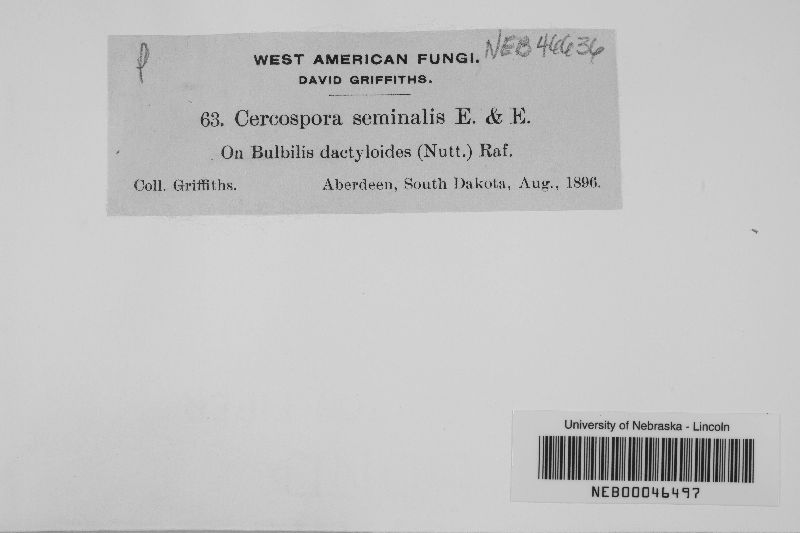 WEST AMERICAN FUNGI. NEB 46636
DAVID GRIFFITHS.
63. Cercospora seminalis E. & E.
On Bulbilis dactyloides (Nutt.) Raf.
Coll. Griffiths. Aberdeen, South Dakota, Aug., 1896.
University of Nebraska - Lincoln
NEB00046497